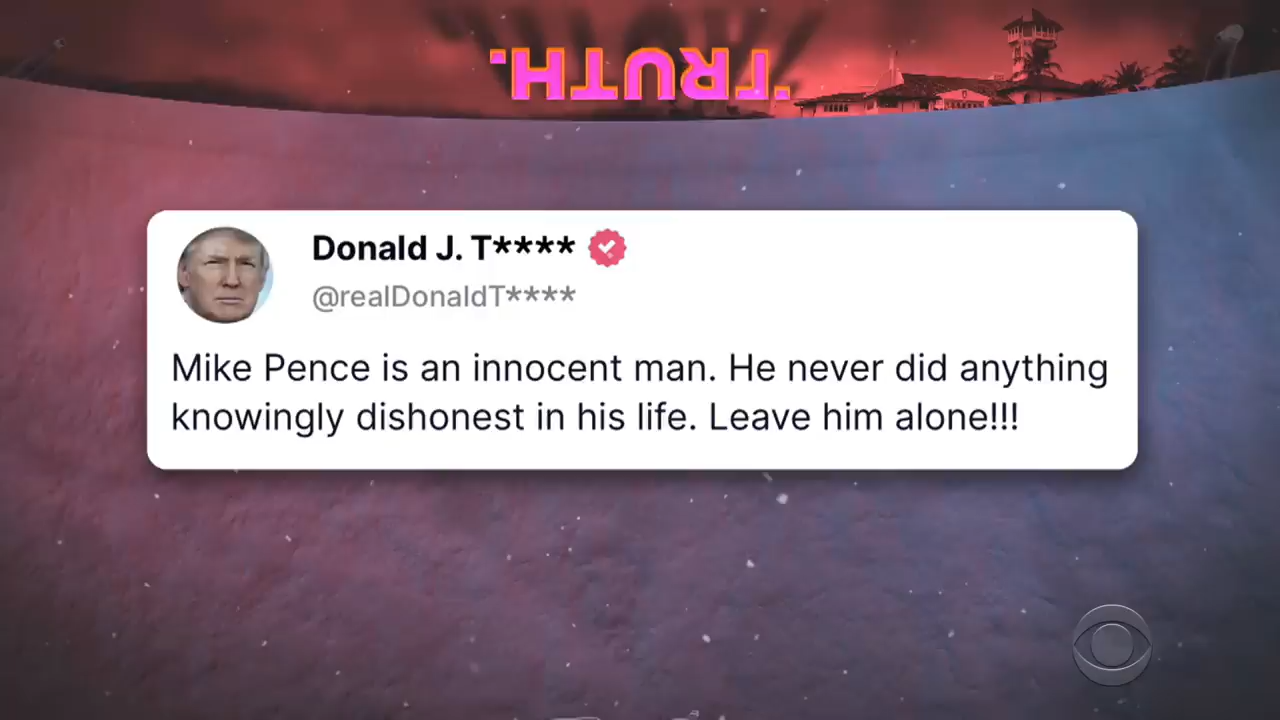 TRUTH.
Donald J. T****
@realDonaldT****
Mike Pence is an innocent man. He never did anything
knowingly dishonest in his life. Leave him alone!!!